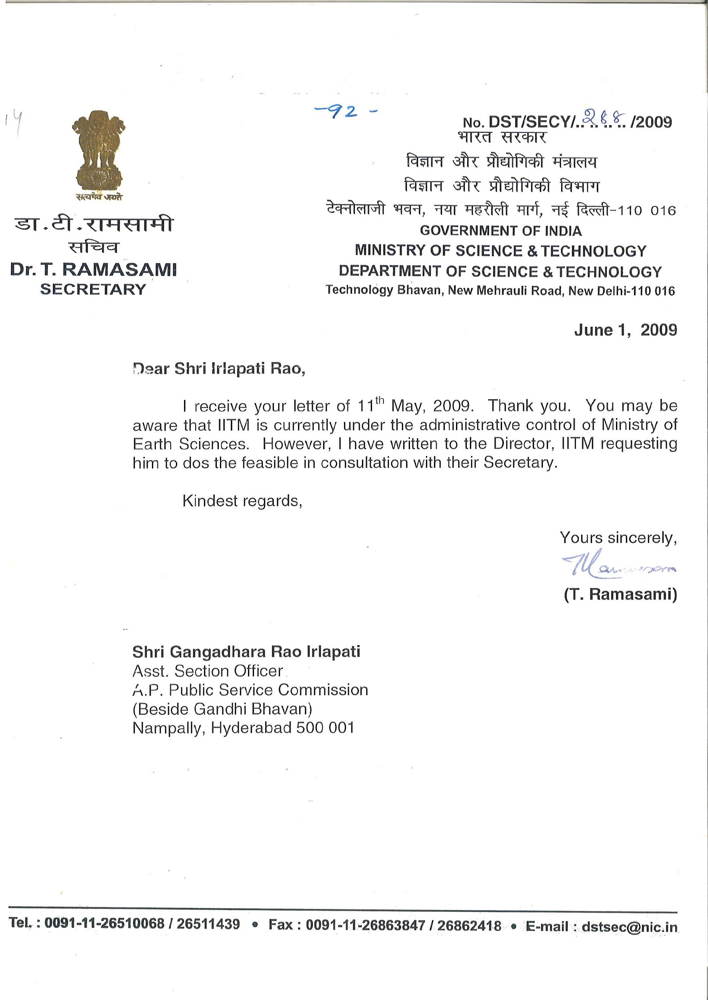 14
-92-
No. DST/SECY/..288.. /2009
भारत सरकार
विज्ञान और प्रौद्योगिकी मंत्रालय
विज्ञान और प्रौद्योगिकी विभाग
टेक्नोलाजी भवन, नया महरौली मार्ग, नई दिल्ली-110 016
GOVERNMENT OF INDIA
MINISTRY OF SCIENCE & TECHNOLOGY
DEPARTMENT OF SCIENCE & TECHNOLOGY
Technology Bhavan, New Mehrauli Road, New Delhi-110 016
सत्यमेव जयते
डा.टी.रामसामी
सचिव
Dr. T. RAMASAMI
SECRETARY
June 1, 2009
Dear Shri Irlapati Rao,
I receive your letter of 11th May, 2009. Thank you. You may be
aware that IITM is currently under the administrative control of Ministry of
Earth Sciences. However, I have written to the Director, IITM requesting
him to dos the feasible in consultation with their Secretary.
Kindest regards,
Yours sincerely,
(T. Ramasami)
Shri Gangadhara Rao Irlapati
Asst. Section Officer
A.P. Public Service Commission
(Beside Gandhi Bhavan)
Nampally, Hyderabad 500 001
Tel. : 0091-11-26510068 / 26511439 • Fax : 0091-11-26863847 / 26862418 • E-mail : dstsec@nic.in